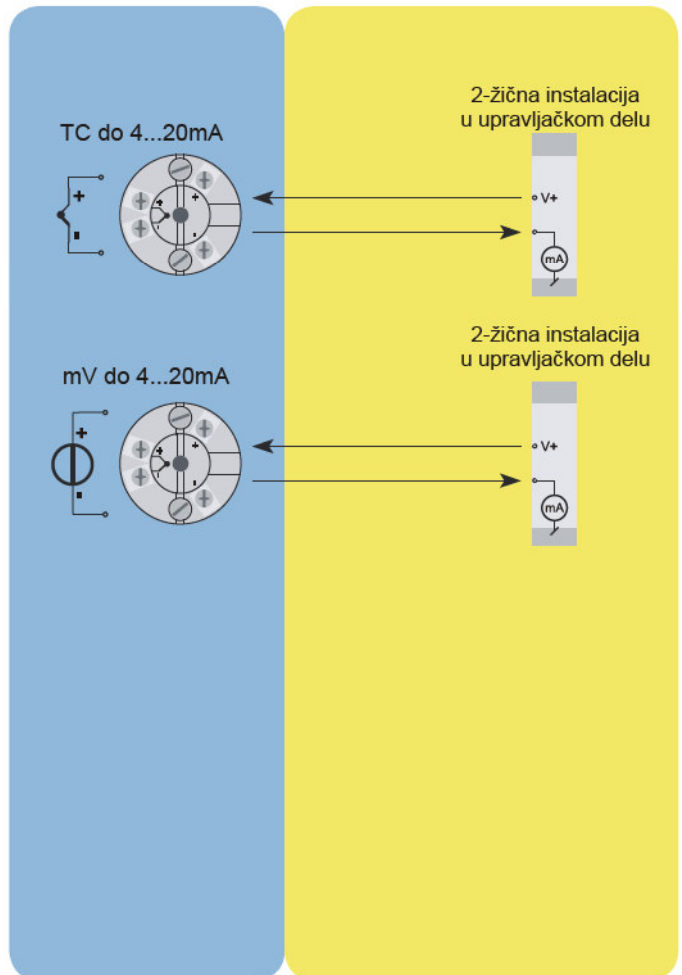 2-žična instalacija
u upravljačkom delu
TC do 4...20mA
+
-
+
-
+
-
V+
mA
2-žična instalacija
u upravljačkom delu
mV do 4...20mA
+
-
+
-
+
-
V+
mA